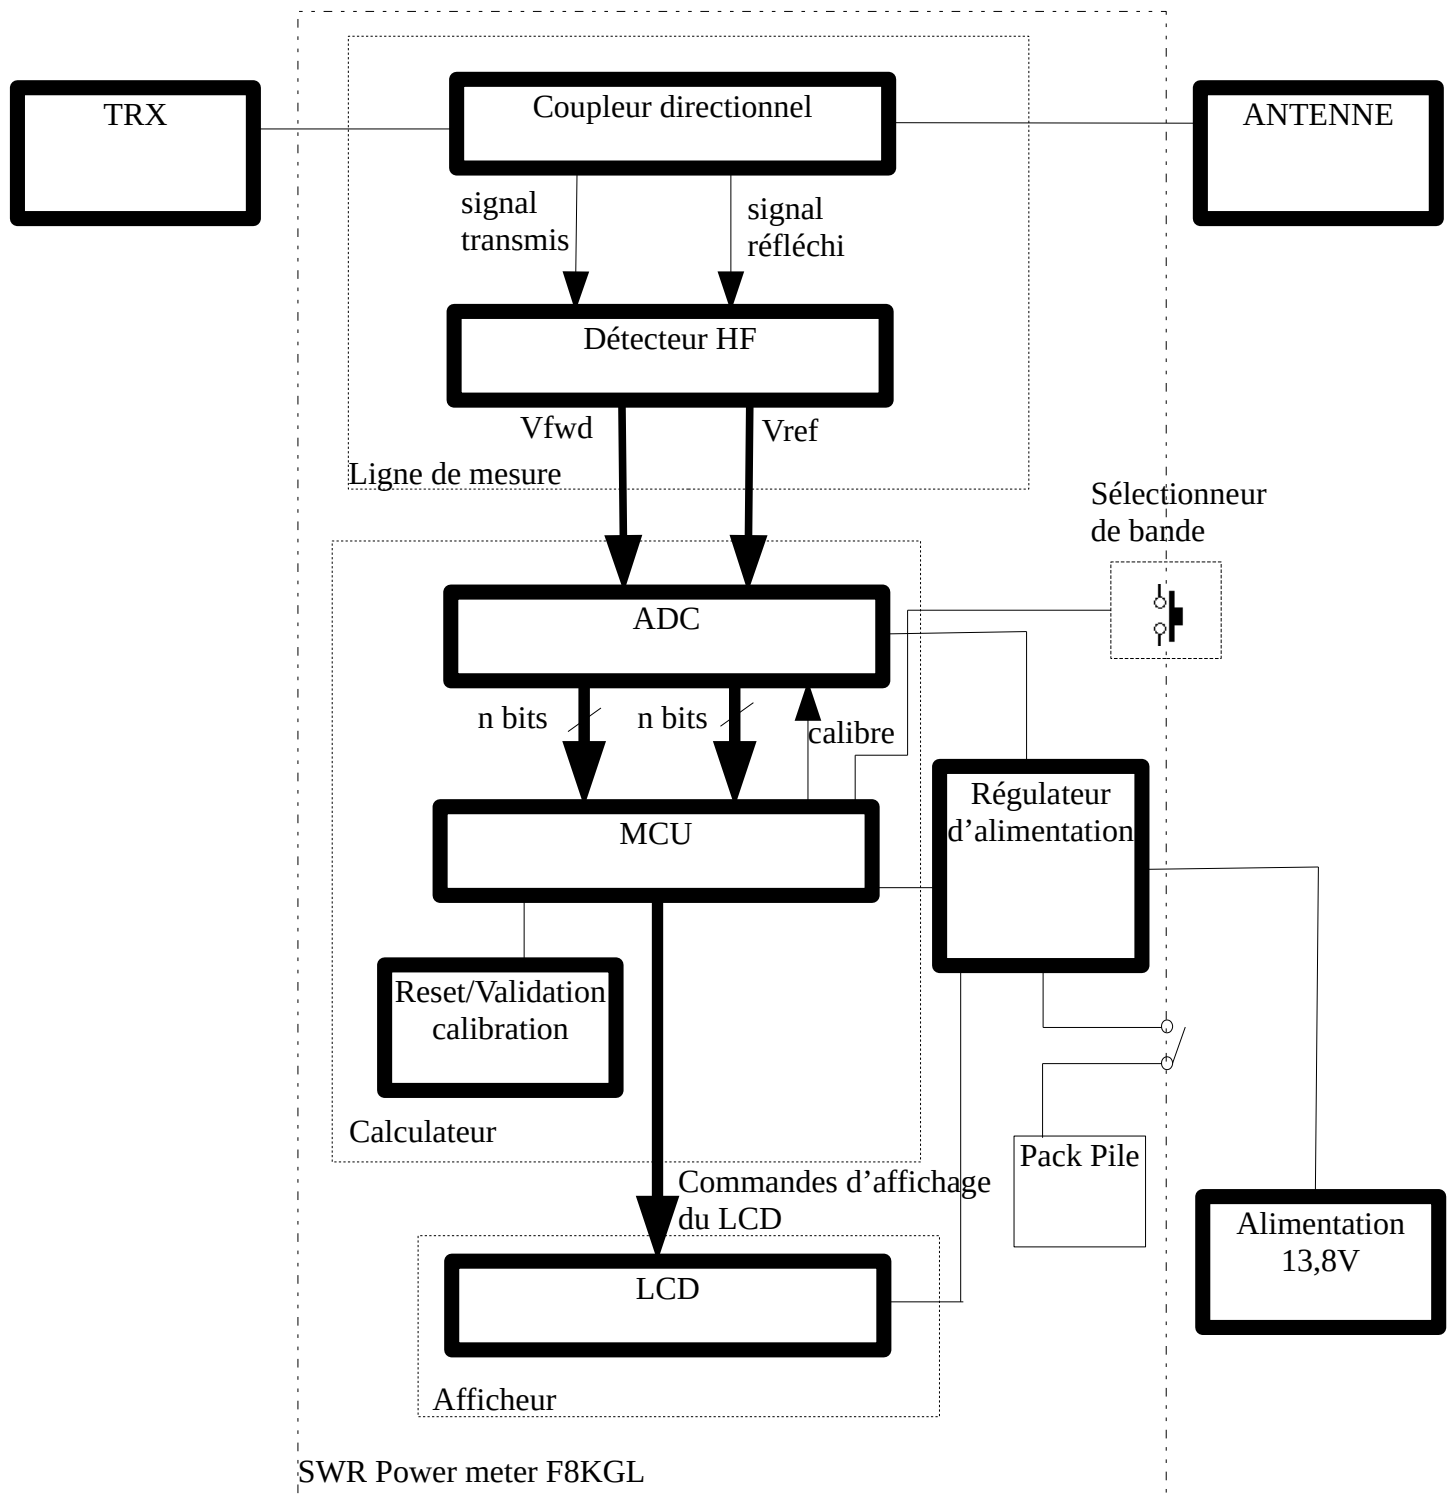 TRX
Coupleur directionnel
ANTENNE
signal
transmis
signal
réfléchi
Détecteur HF
Vfwd
Vref
Ligne de mesure
Sélectionneur
de bande
ADC
n bits
n bits
calibre
Régulateur
d’alimentation
MCU
Reset/Validation
calibration
Calculateur
Pack Pile
Commandes d’affichage
du LCD
Alimentation
13,8V
LCD
Afficheur
SWR Power meter F8KGL